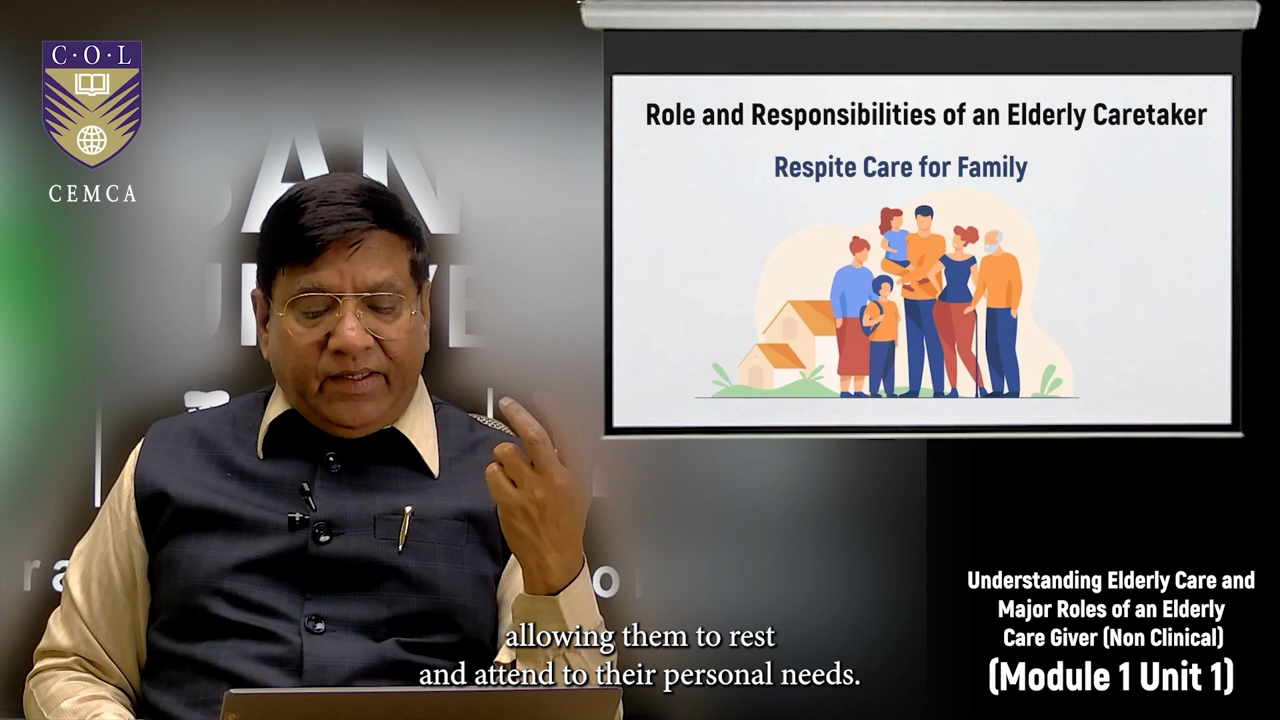 C·O·L
CEMCA
Role and Responsibilities of an Elderly Caretaker
Respite Care for Family
allowing them to rest
and attend to their personal needs.
Understanding Elderly Care and
Major Roles of an Elderly
Care Giver (Non Clinical)
(Module 1 Unit 1)